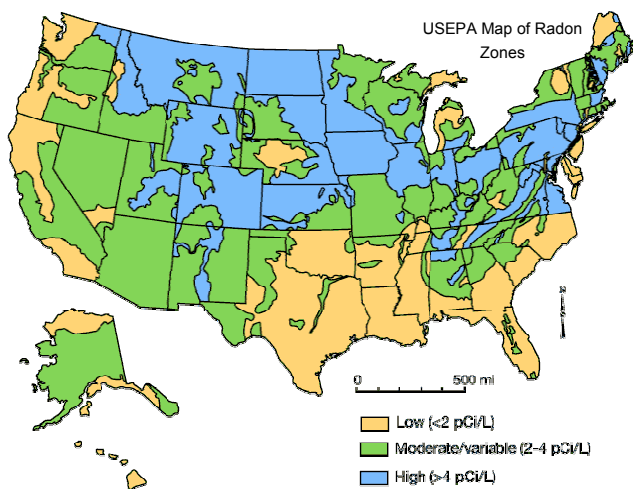 USEPA Map of Radon
Zones
N
0 500 mi
Low (<2 pCi/L)
Moderate/variable (2-4 pCi/L)
High (>4 pCi/L)